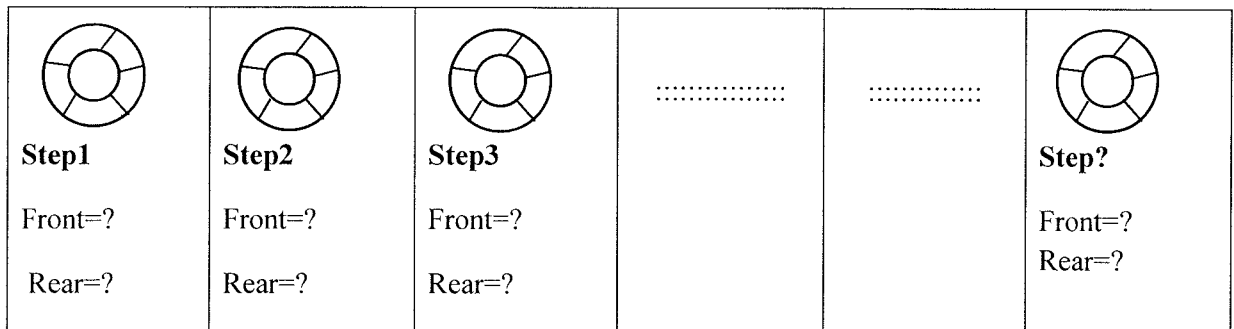 Step1
Front=?
Rear=?
Step2
Front=?
Rear=?
Step3
Front=?
Rear=?
................
................
..............
..............
Step?
Front=?
Rear=?